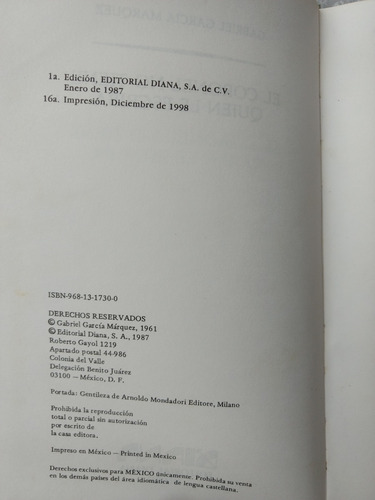 1a. Edición, EDITORIAL DIANA, S.A. de C.V.
Enero de 1987
16a. Impresión, Diciembre de 1998
ISBN-968-13-1730-0
DERECHOS RESERVADOS
© Gabriel García Márquez, 1961
© Editorial Diana, S. A., 1987
Roberto Gayol 1219
Apartado postal 44-986
Colonia del Valle
Delegación Benito Juárez
03100 — México, D. F.
Portada: Gentileza de Arnoldo Mondadori Editore, Milano
Prohibida la reproducción
total o parcial sin autorización
por escrito de
la casa editora.
Impreso en México — Printed in Mexico
Derechos exclusivos para MÉXICO únicamente. Prohibida su venta
en los demás países del área idiomática de lengua castellana.